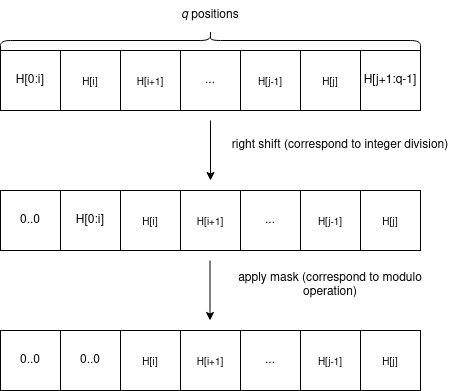 q positions
H[0:i] H[i] H[i+1] ... H[j-1] H[j] H[j+1:q-1]
right shift (correspond to integer division)
0..0 H[0:i] H[i] H[i+1] ... H[j-1] H[j]
apply mask (correspond to modulo
operation)
0..0 0..0 H[i] H[i+1] ... H[j-1] H[j]